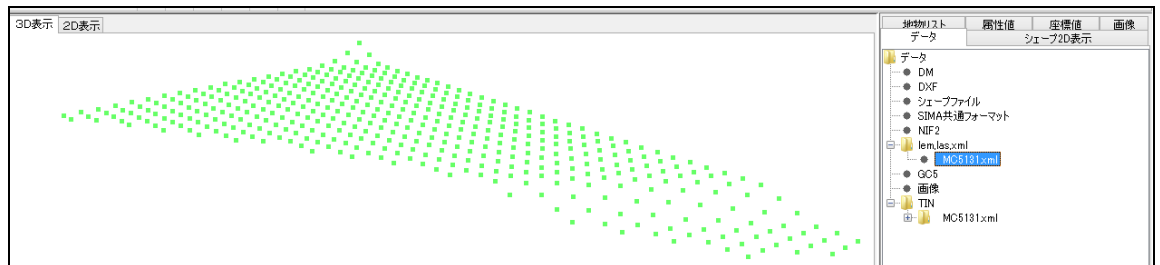 3D表示 2D表示
地物リスト 属性値 座標値 画像
データ シェープ2D表示
データ
DM
DXF
シェープファイル
SIMA共通フォーマット
NIF2
lem,las,xml
MC5131.xml
GC5
画像
TIN
MC5131.xml